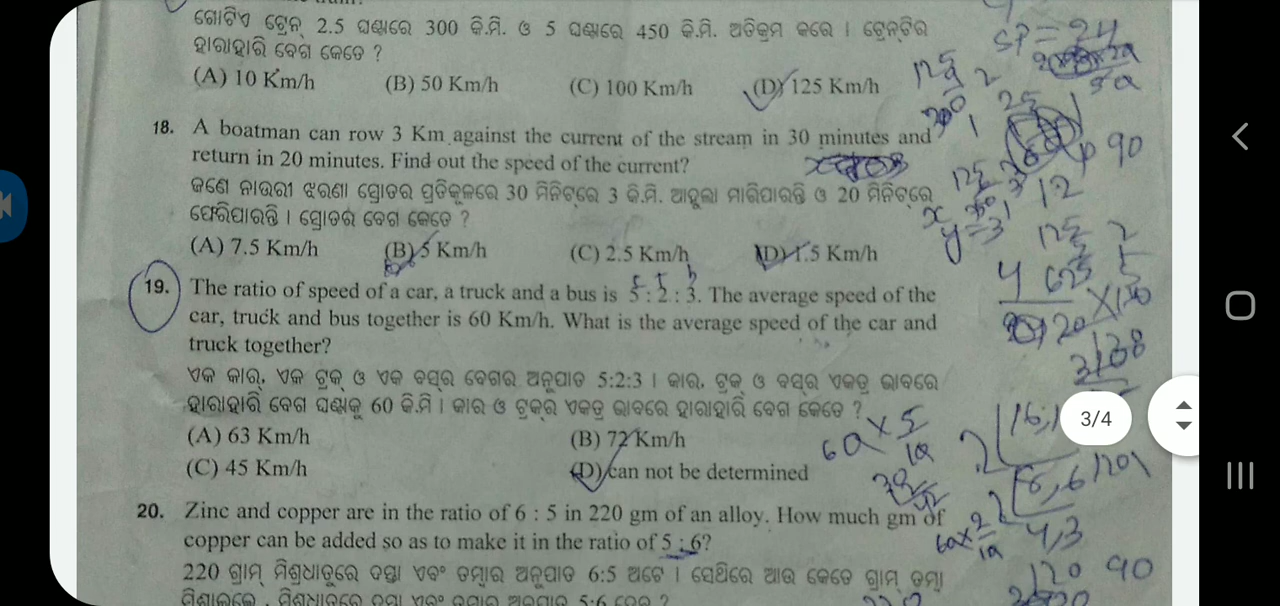 ଗୋଟିଏ ଟ୍ରେନ୍ 2.5 ଘଣ୍ଟାରେ 300 କି.ମି. ଓ 5 ଘଣ୍ଟାରେ 450 କି.ମି. ଅତିକ୍ରମ କରେ । ଟ୍ରେନ୍‌ଟିର
ହାରାହାରି ବେଗ କେତେ ?
(A) 10 Km/h (B) 50 Km/h (C) 100 Km/h (D) 125 Km/h
18. A boatman can row 3 Km against the current of the stream in 30 minutes and
return in 20 minutes. Find out the speed of the current?
ଜଣେ ନାଉରୀ ଝରଣା ସ୍ରୋତର ପ୍ରତିକୂଳରେ 30 ମିନିଟ୍‌ରେ 3 କି.ମି. ଆହୁଲା ମାରିପାରନ୍ତି ଓ 20 ମିନିଟ୍‌ରେ
ଫେରିପାରନ୍ତି । ସ୍ରୋତର ବେଗ କେତେ ?
(A) 7.5 Km/h (B) 5 Km/h (C) 2.5 Km/h (D) 1.5 Km/h
19. The ratio of speed of a car, a truck and a bus is 5 : 2 : 3. The average speed of the
car, truck and bus together is 60 Km/h. What is the average speed of the car and
truck together?
ଏକ କାର୍, ଏକ ଟ୍ରକ୍ ଓ ଏକ ବସ୍‌ର ବେଗର ଅନୁପାତ 5:2:3 । କାର, ଟ୍ରକ୍ ଓ ବସ୍‌ର ଏକତ୍ର ଭାବରେ
ହାରାହାରି ବେଗ ଘଣ୍ଟାକୁ 60 କି.ମି । କାର ଓ ଟ୍ରକ୍‌ର ଏକତ୍ର ଭାବରେ ହାରାହାରି ବେଗ କେତେ ?
(A) 63 Km/h (B) 72 Km/h
(C) 45 Km/h (D) can not be determined
20. Zinc and copper are in the ratio of 6 : 5 in 220 gm of an alloy. How much gm of
copper can be added so as to make it in the ratio of 5 : 6?
220 ଗ୍ରାମ୍ ମିଶ୍ରଧାତୁରେ ଦସ୍ତା ଏବଂ ତମ୍ବାର ଅନୁପାତ 6:5 ଅଟେ । ସେଥିରେ ଆଉ କେତେ ଗ୍ରାମ୍ ତମ୍ବା
3/4